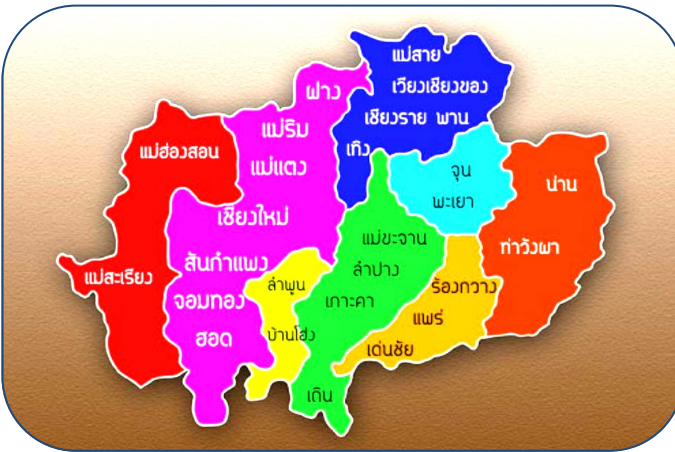 แม่สาย
เวียงเชียงของ
เชียงราย พาน
เทิง
ฝาง
แม่ริม
แม่แตง
เชียงใหม่
สันกำแพง
จอมทอง
ฮอด
แม่ฮ่องสอน
แม่สะเรียง
จุน
พะเยา
น่าน
ท่าวังผา
แม่ขะจาน
ลำปาง
เกาะคา
เถิน
ลำพูน
บ้านโฮ่ง
ร้องกวาง
แพร่
เด่นชัย